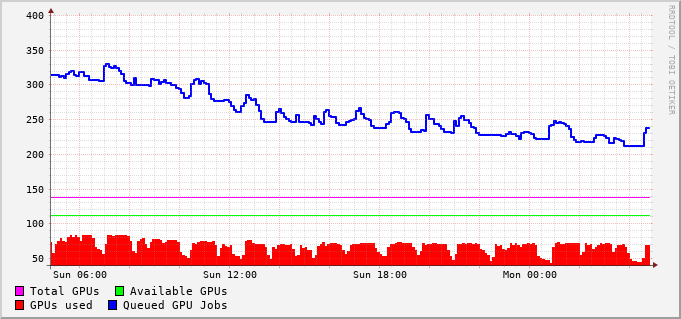 400
350
300
250
200
150
100
50
Sun 06:00 Sun 12:00 Sun 18:00 Mon 00:00
Total GPUs Available GPUs
GPUs used Queued GPU Jobs
RRDTOOL / TOBI OETIKER